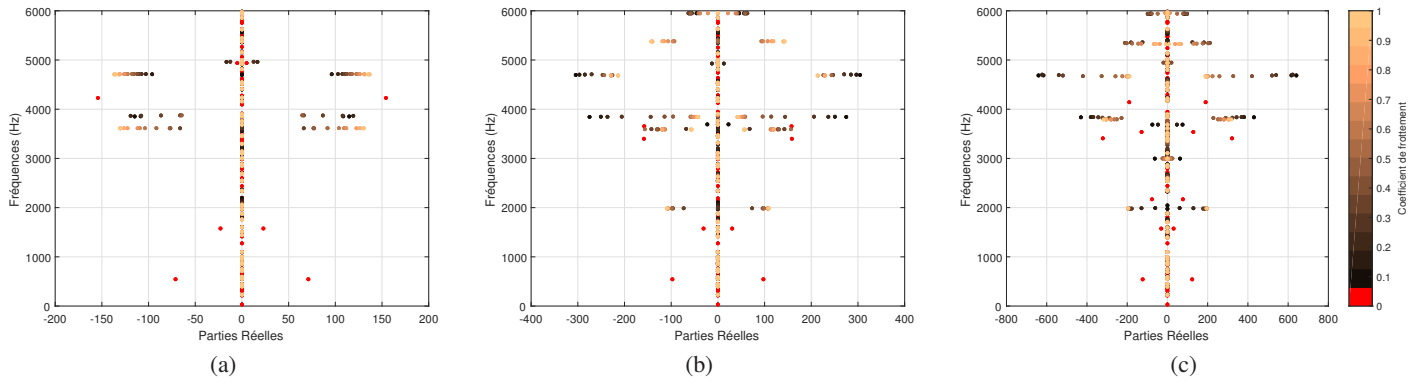 6000
5000
4000
3000
2000
1000
0
Fréquences (Hz)
-200 -150 -100 -50 0 50 100 150 200
Parties Réelles
(a)
6000
5000
4000
3000
2000
1000
0
Fréquences (Hz)
-400 -300 -200 -100 0 100 200 300 400
Parties Réelles
(b)
6000
5000
4000
3000
2000
1000
0
Fréquences (Hz)
-800 -600 -400 -200 0 200 400 600 800
Parties Réelles
(c)
1
0.9
0.8
0.7
0.6
0.5
0.4
0.3
0.2
0.1
0
Coefficient de frottement